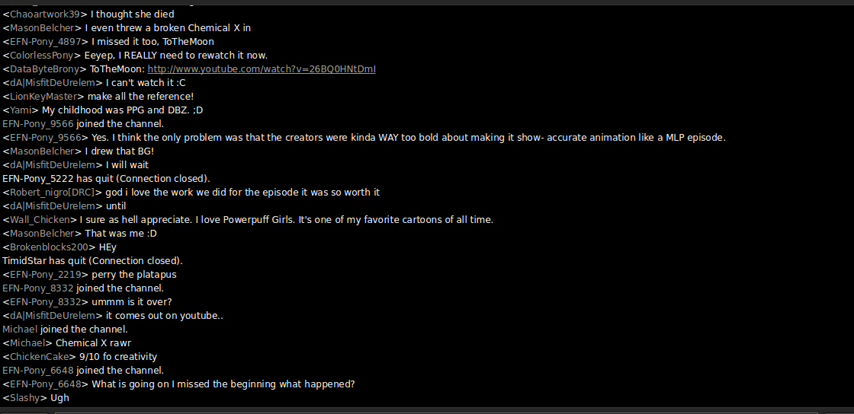 <Chaoartwork39> I thought she died
<MasonBelcher> I even threw a broken Chemical X in
<EFN-Pony_4897> I missed it too, ToTheMoon
<ColorlessPony> Eeyep, I REALLY need to rewatch it now.
<DataByteBrony> ToTheMoon: http://www.youtube.com/watch?v=26BQ0HNtDmI
<dA|MisfitDeUrelem> I can't watch it :C
<LionKeyMaster> make all the reference!
<Yami> My childhood was PPG and DBZ. ;D
EFN-Pony_9566 joined the channel.
<EFN-Pony_9566> Yes. I think the only problem was that the creators were kinda WAY too bold about making it show- accurate animation like a MLP episode.
<MasonBelcher> I drew that BG!
<dA|MisfitDeUrelem> I will wait
EFN-Pony_5222 has quit (Connection closed).
<Robert_nigro[DRC]> god i love the work we did for the episode it was so worth it
<dA|MisfitDeUrelem> until
<Wall_Chicken> I sure as hell appreciate. I love Powerpuff Girls. It's one of my favorite cartoons of all time.
<MasonBelcher> That was me :D
<Brokenblocks200> HEy
TimidStar has quit (Connection closed).
<EFN-Pony_2219> perry the platapus
EFN-Pony_8332 joined the channel.
<EFN-Pony_8332> ummm is it over?
<dA|MisfitDeUrelem> it comes out on youtube..
Michael joined the channel.
<Michael> Chemical X rawr
<ChickenCake> 9/10 fo creativity
EFN-Pony_6648 joined the channel.
<EFN-Pony_6648> What is going on I missed the beginning what happened?
<Slashy> Ugh